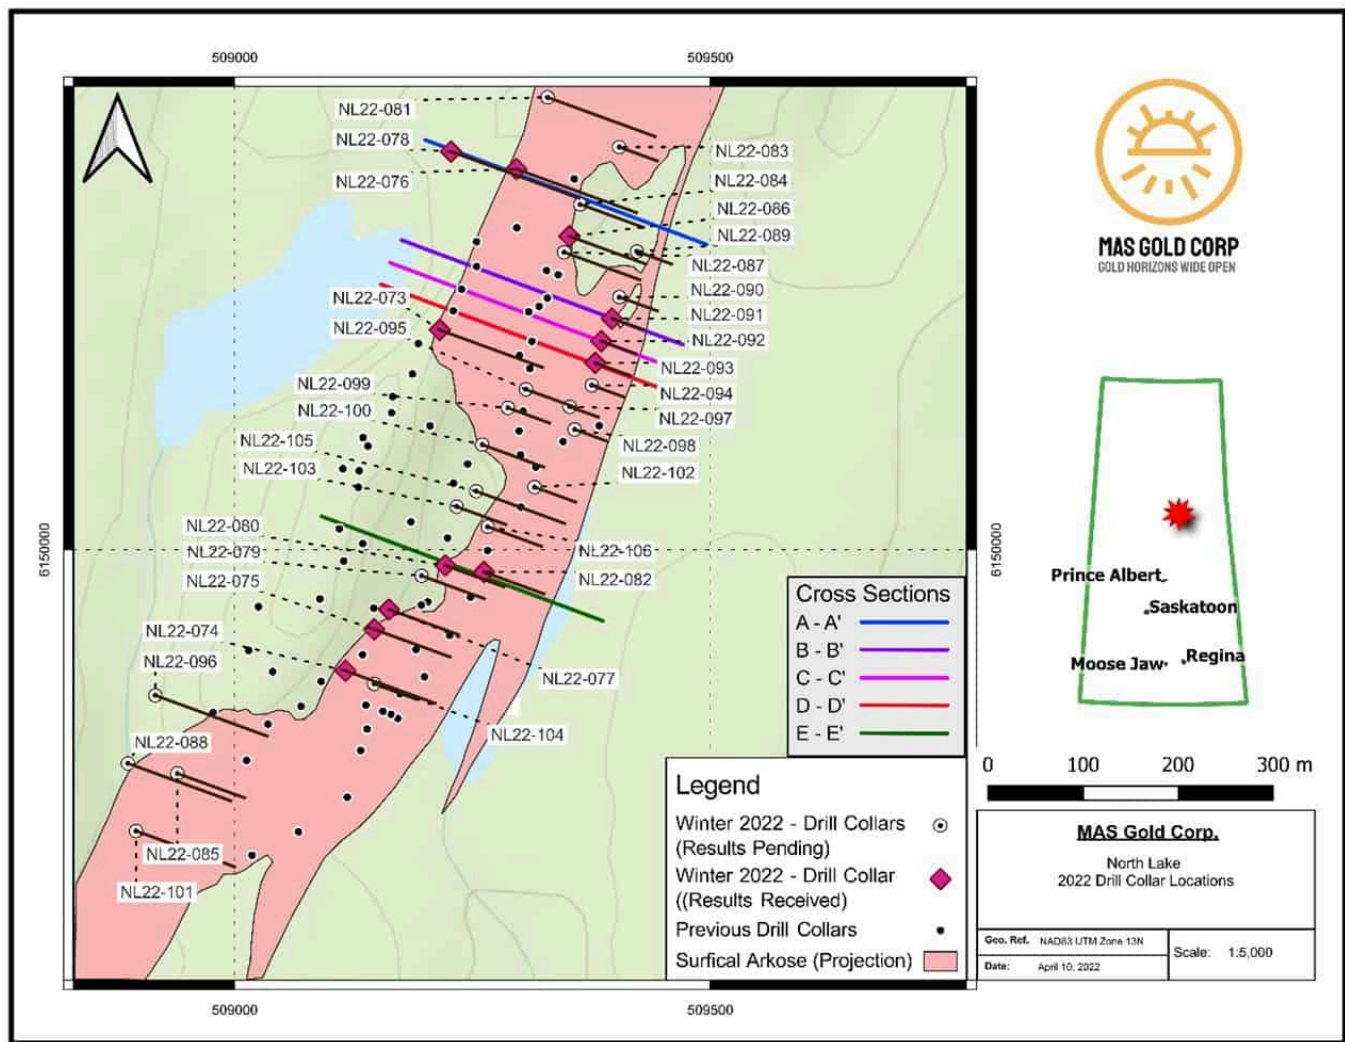 509000
509500
NL22-081
NL22-078
NL22-076
NL22-083
NL22-084
NL22-086
NL22-089
NL22-087
NL22-090
NL22-091
NL22-092
NL22-093
NL22-094
NL22-097
NL22-098
NL22-102
NL22-073
NL22-095
NL22-099
NL22-100
NL22-105
NL22-103
NL22-080
NL22-079
NL22-075
NL22-074
NL22-096
NL22-088
NL22-085
NL22-101
NL22-106
NL22-082
NL22-077
NL22-104
6150000
6150000
509000
509500
Cross Sections
A - A'
B - B'
C - C'
D - D'
E - E'
Legend
Winter 2022 - Drill Collars
(Results Pending)
Winter 2022 - Drill Collar
((Results Received)
Previous Drill Collars
Surfical Arkose (Projection)
MAS GOLD CORP
GOLD HORIZONS WIDE OPEN
Prince Albert
Saskatoon
Moose Jaw
Regina
0 100 200 300 m
MAS Gold Corp.
North Lake
2022 Drill Collar Locations
Geo. Ref. NAD83 UTM Zone 13N
Date: April 10, 2022
Scale: 1:5,000